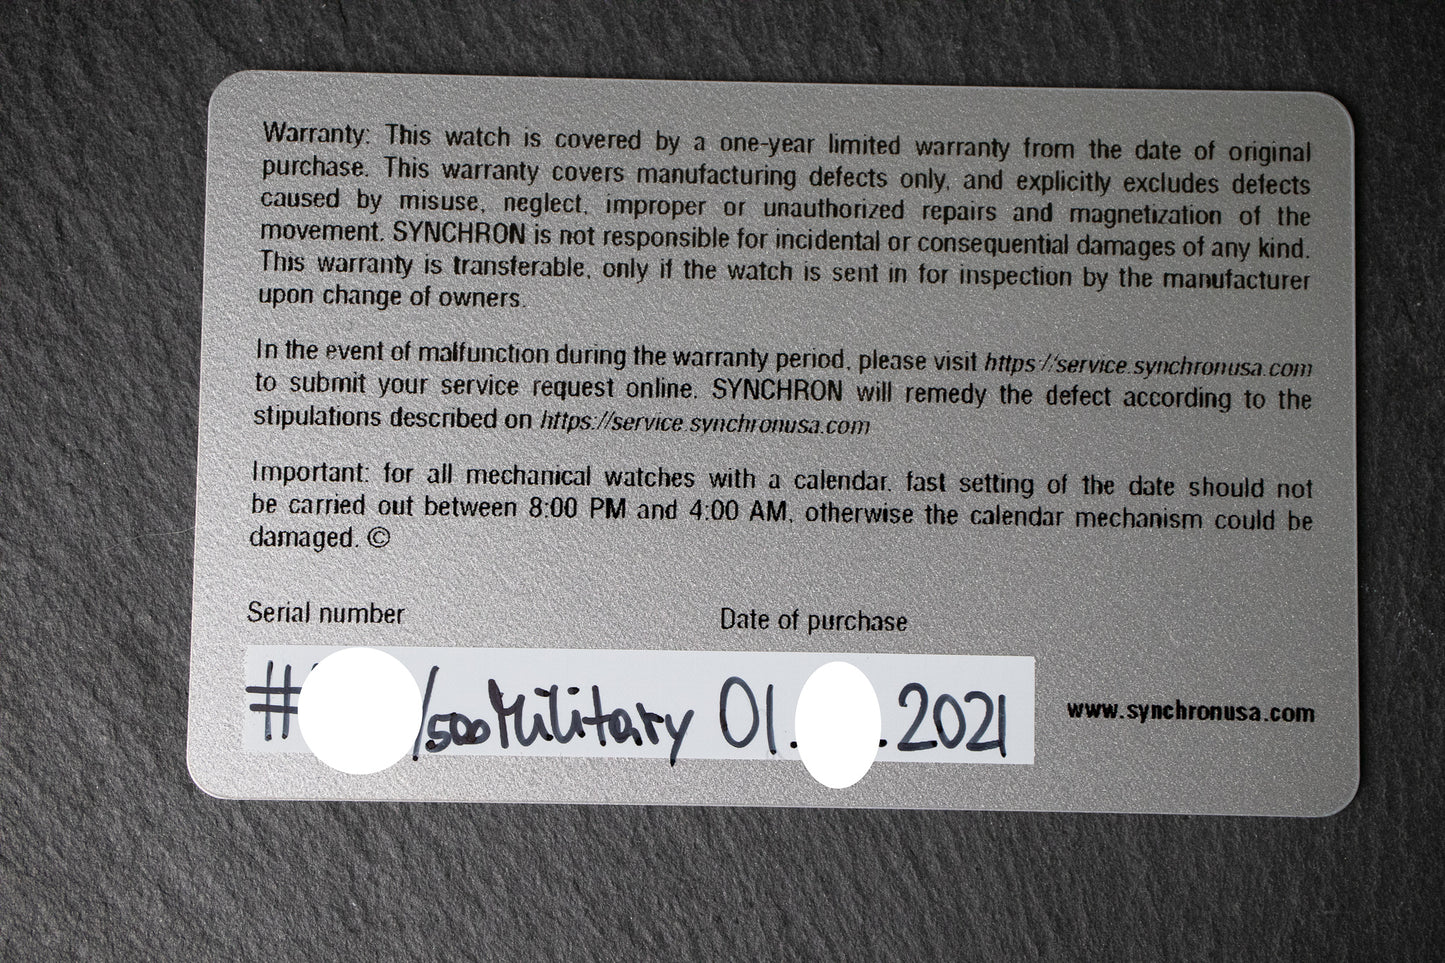 Warranty: This watch is covered by a one-year limited warranty from the date of original
purchase. This warranty covers manufacturing defects only, and explicitly excludes defects
caused by misuse, neglect, improper or unauthorized repairs and magnetization of the
movement. SYNCHRON is not responsible for incidental or consequential damages of any kind.
This warranty is transferable, only if the watch is sent in for inspection by the manufacturer
upon change of owners.
In the event of malfunction during the warranty period, please visit https://service.synchronusa.com
to submit your service request online. SYNCHRON will remedy the defect according to the
stipulations described on https://service.synchronusa.com
Important: for all mechanical watches with a calendar, fast setting of the date should not
be carried out between 8:00 PM and 4:00 AM, otherwise the calendar mechanism could be
damaged. ©
Serial number Date of purchase
# /500 Military 01. .2021
www.synchronusa.com